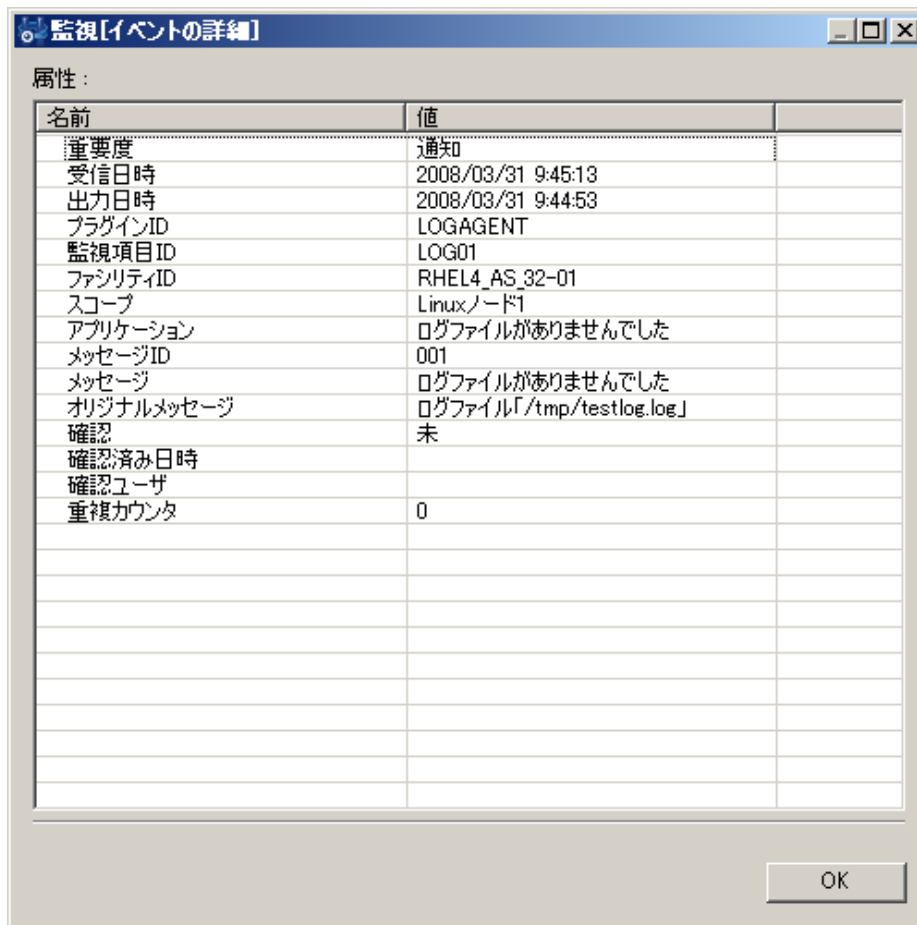 監視[イベントの詳細]
属性：
名前 値
重要度 通知
受信日時 2008/03/31 9:45:13
出力日時 2008/03/31 9:44:53
プラグインID LOGAGENT
監視項目ID LOG01
ファシリティID RHEL4_AS_32-01
スコープ Linuxノード1
アプリケーション ログファイルがありませんでした
メッセージID 001
メッセージ ログファイルがありませんでした
オリジナルメッセージ ログファイル「/tmp/testlog.log」
確認 未
確認済み日時
確認ユーザ
重複カウンタ 0
OK